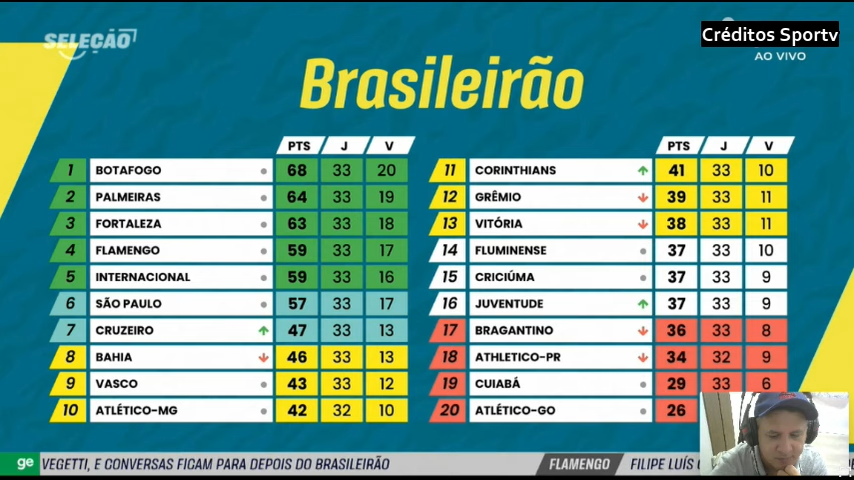 SELEÇÃO
Créditos Sportv
AO VIVO
Brasileirão
PTS J V
1 BOTAFOGO 68 33 20
2 PALMEIRAS 64 33 19
3 FORTALEZA 63 33 18
4 FLAMENGO 59 33 17
5 INTERNACIONAL 59 33 16
6 SÃO PAULO 57 33 17
7 CRUZEIRO 47 33 13
8 BAHIA 46 33 13
9 VASCO 43 33 12
10 ATLÉTICO-MG 42 32 10
PTS J V
11 CORINTHIANS 41 33 10
12 GRÊMIO 39 33 11
13 VITÓRIA 38 33 11
14 FLUMINENSE 37 33 10
15 CRICIÚMA 37 33 9
16 JUVENTUDE 37 33 9
17 BRAGANTINO 36 33 8
18 ATHLETICO-PR 34 32 9
19 CUIABÁ 29 33 6
20 ATLÉTICO-GO 26
ge VEGETTI, E CONVERSAS FICAM PARA DEPOIS DO BRASILEIRÃO FLAMENGO FILIPE LUÍS